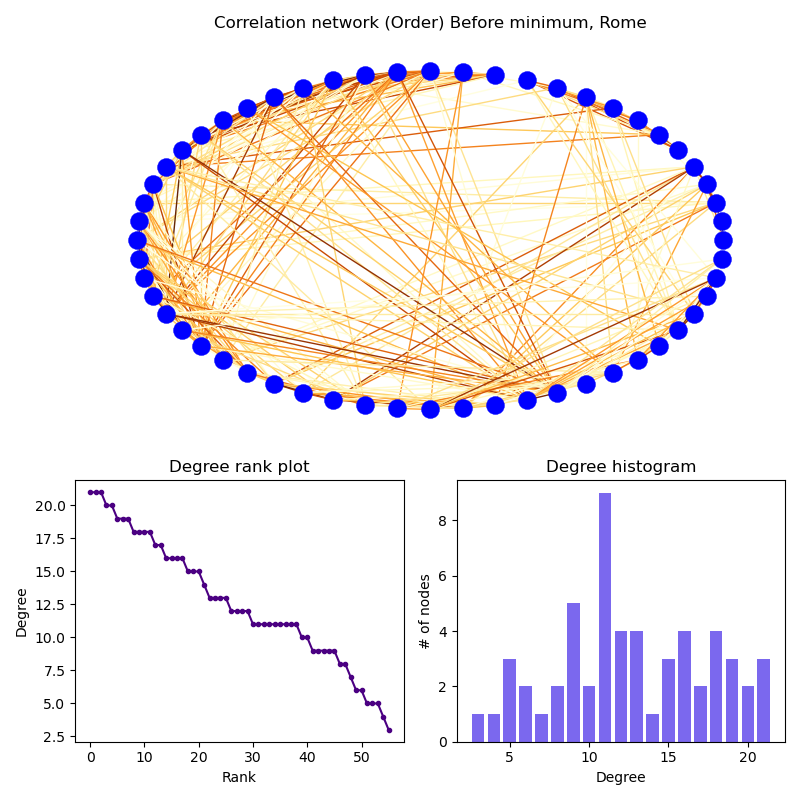 Correlation network (Order) Before minimum, Rome
Degree rank plot
Degree histogram
20.0
17.5
15.0
12.5
10.0
7.5
5.0
2.5
Degree
0 10 20 30 40 50
Rank
8
6
4
2
0
# of nodes
5 10 15 20
Degree